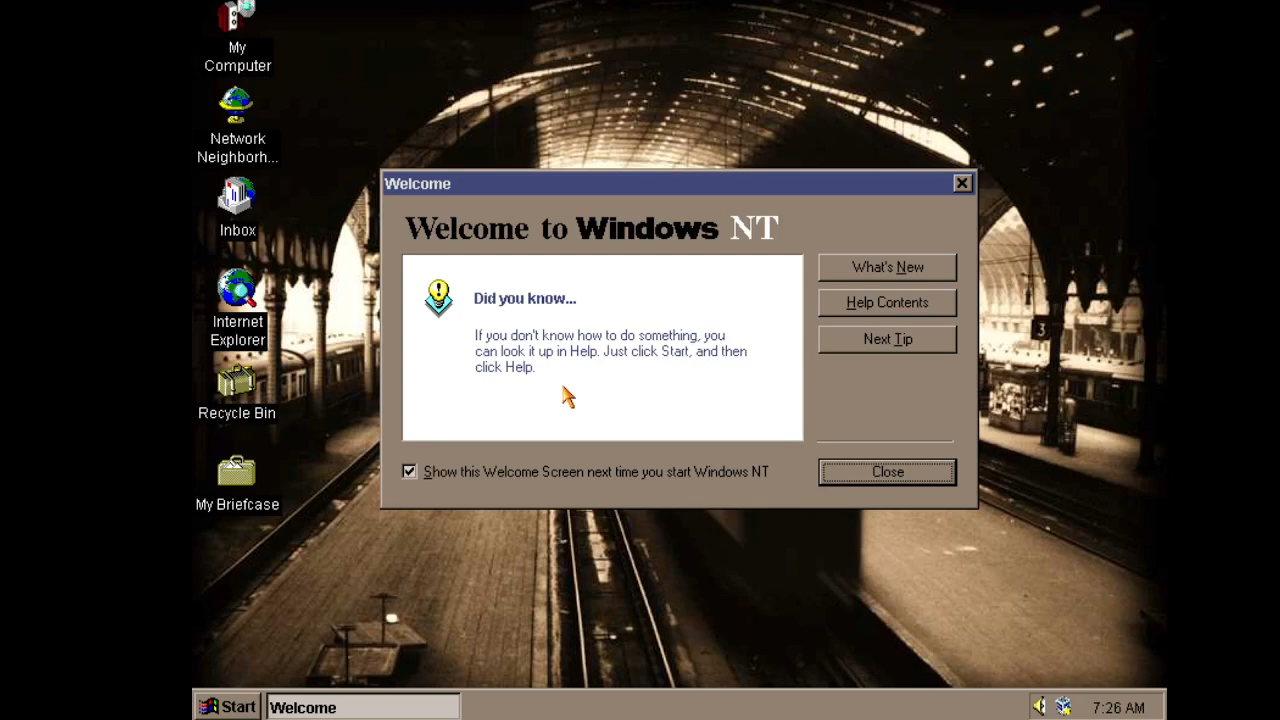 My
Computer
Network
Neighborh...
Inbox
Internet
Explorer
Recycle Bin
My Briefcase
Welcome
Welcome to Windows NT
Did you know...
If you don't know how to do something, you
can look it up in Help. Just click Start, and then
click Help.
What's New
Help Contents
Next Tip
Show this Welcome Screen next time you start Windows NT
Close
3
Start
Welcome
7:26 AM